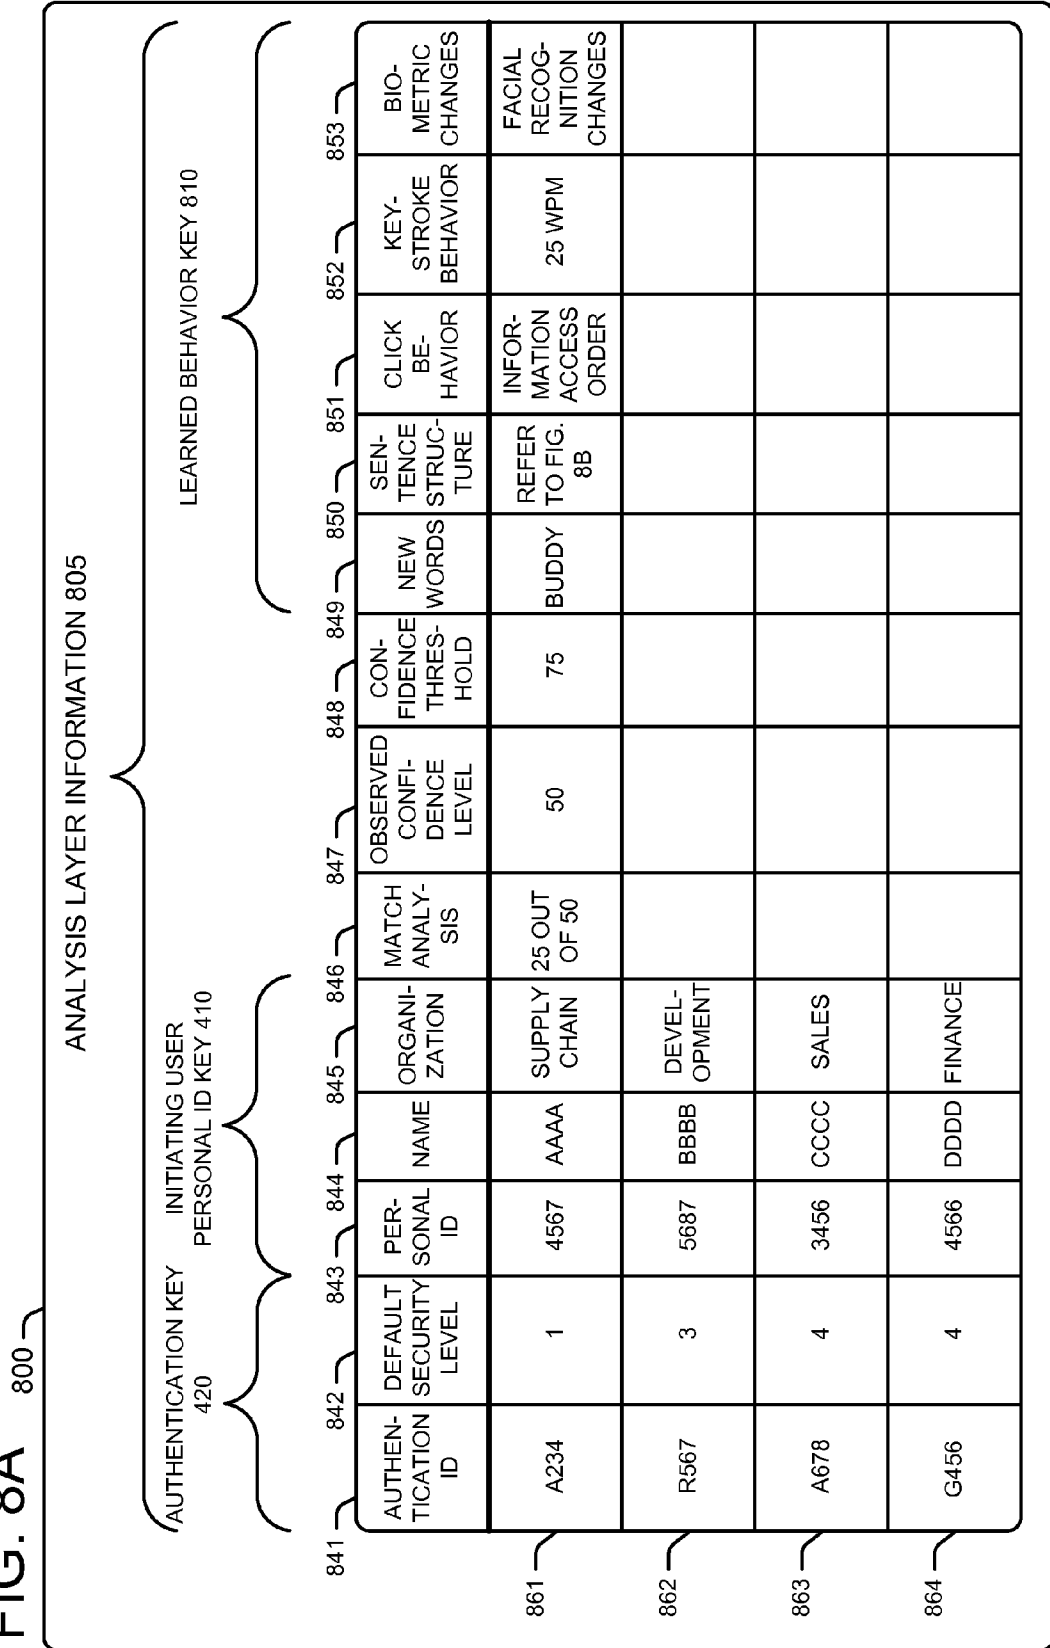 FIG. 8A
800
ANALYSIS LAYER INFORMATION 805
AUTHENTICATION KEY
420
INITIATING USER
PERSONAL ID KEY 410
LEARNED BEHAVIOR KEY 810
841
842
843
844
845
846
847
848
849
850
851
852
853
AUTHEN-
TICATION
ID
DEFAULT
SECURITY
LEVEL
PER-
SONAL
ID
NAME
ORGANI-
ZATION
MATCH
ANALY-
SIS
OBSERVED
CONFI-
DENCE
LEVEL
CON-
FIDENCE
THRES-
HOLD
NEW
WORDS
SEN-
TENCE
STRUC-
TURE
CLICK
BE-
HAVIOR
KEY-
STROKE
BEHAVIOR
BIO-
METRIC
CHANGES
861
A234
1
4567
AAAA
SUPPLY
CHAIN
25 OUT
OF 50
50
75
BUDDY
REFER
TO FIG.
8B
INFOR-
MATION
ACCESS
ORDER
25 WPM
FACIAL
RECOG-
NITION
CHANGES
862
R567
3
5687
BBBB
DEVEL-
OPMENT
863
A678
4
3456
CCCC
SALES
864
G456
4
4566
DDDD
FINANCE